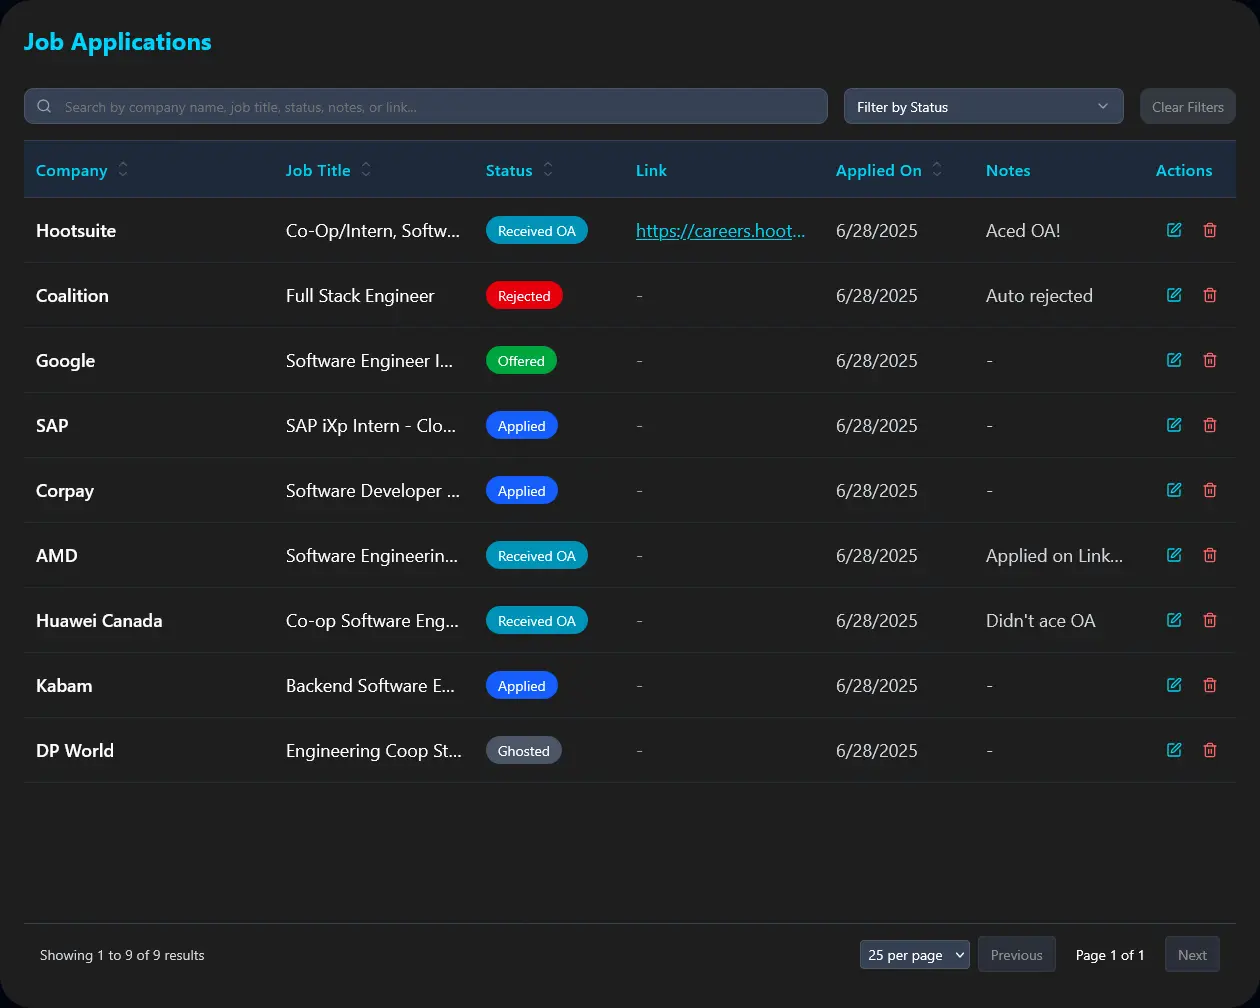 Job Applications
Search by company name, job title, status, notes, or link...
Filter by Status
Clear Filters
Company Job Title Status Link Applied On Notes Actions
Hootsuite Co-Op/Intern, Softw... Received OA https://careers.hoot... 6/28/2025 Aced OA!
Coalition Full Stack Engineer Rejected - 6/28/2025 Auto rejected
Google Software Engineer I... Offered - 6/28/2025 -
SAP SAP iXp Intern - Clo... Applied - 6/28/2025 -
Corpay Software Developer ... Applied - 6/28/2025 -
AMD Software Engineerin... Received OA - 6/28/2025 Applied on Link...
Huawei Canada Co-op Software Eng... Received OA - 6/28/2025 Didn't ace OA
Kabam Backend Software E... Applied - 6/28/2025 -
DP World Engineering Coop St... Ghosted - 6/28/2025 -
Showing 1 to 9 of 9 results
25 per page
Previous
Page 1 of 1
Next